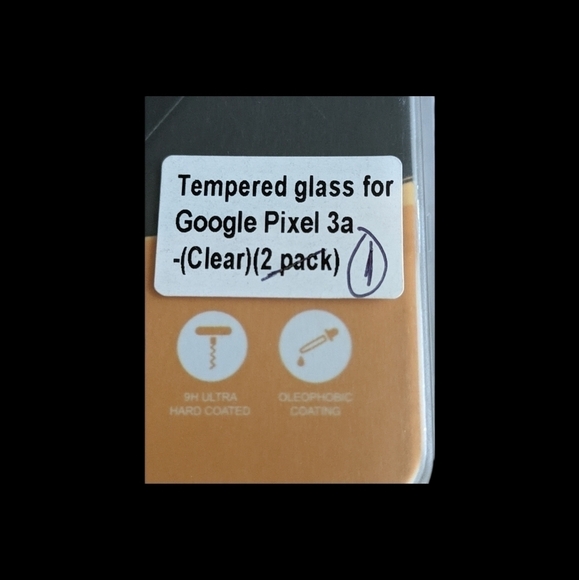 Tempered glass for
Google Pixel 3a
-(Clear)(2 pack) 1
9H ULTRA
HARD COATED
OLEOPHOBIC
COATING